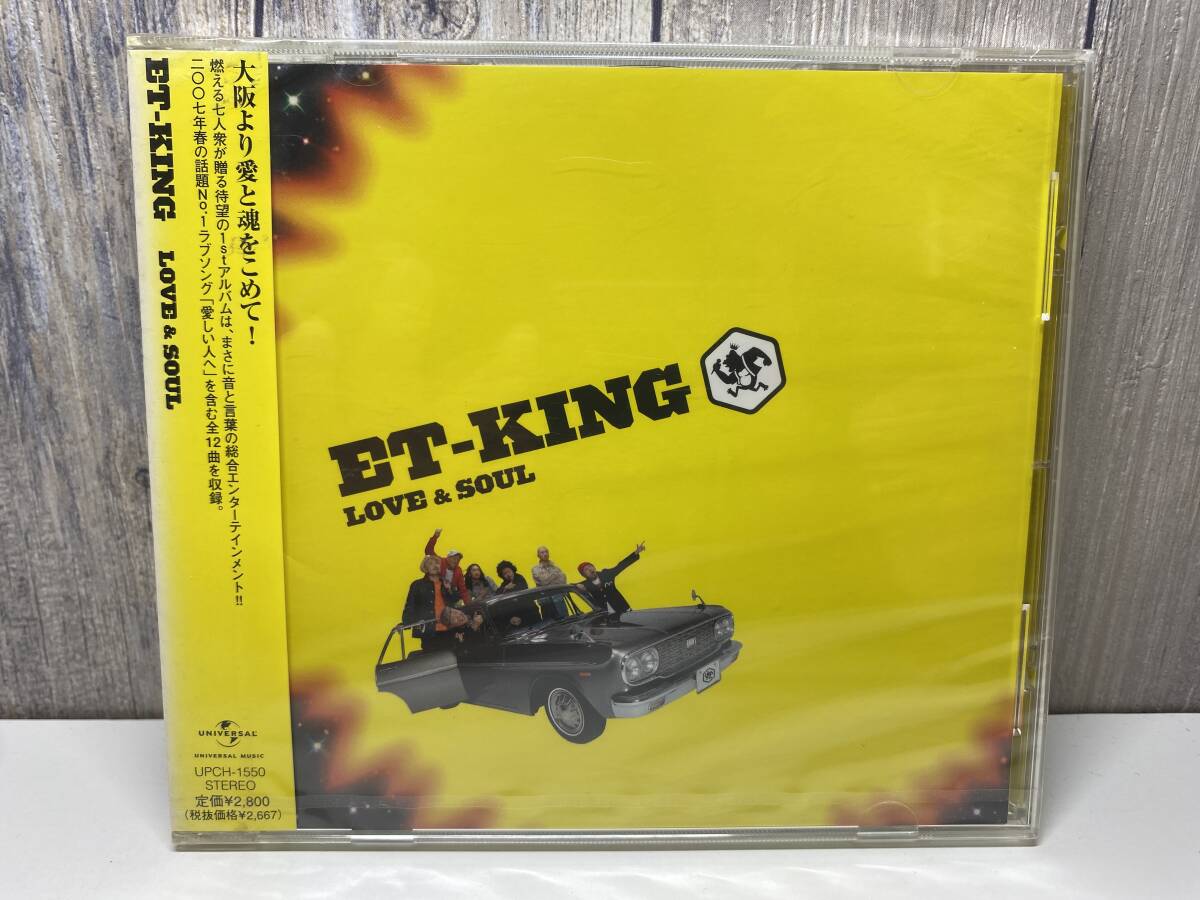 ET-KING LOVE & SOUL
大阪より愛と魂をこめて！
燃える七人衆が贈る待望の1stアルバムは、まさに音と言葉の総合エンターテインメント!!
二〇〇七年春の話題No.1ラブソング「愛しい人へ」を含む全12曲を収録。
UNIVERSAL
UNIVERSAL MUSIC
UPCH-1550
STEREO
定価¥2,800
(税抜価格¥2,667)
ET-KING
LOVE & SOUL